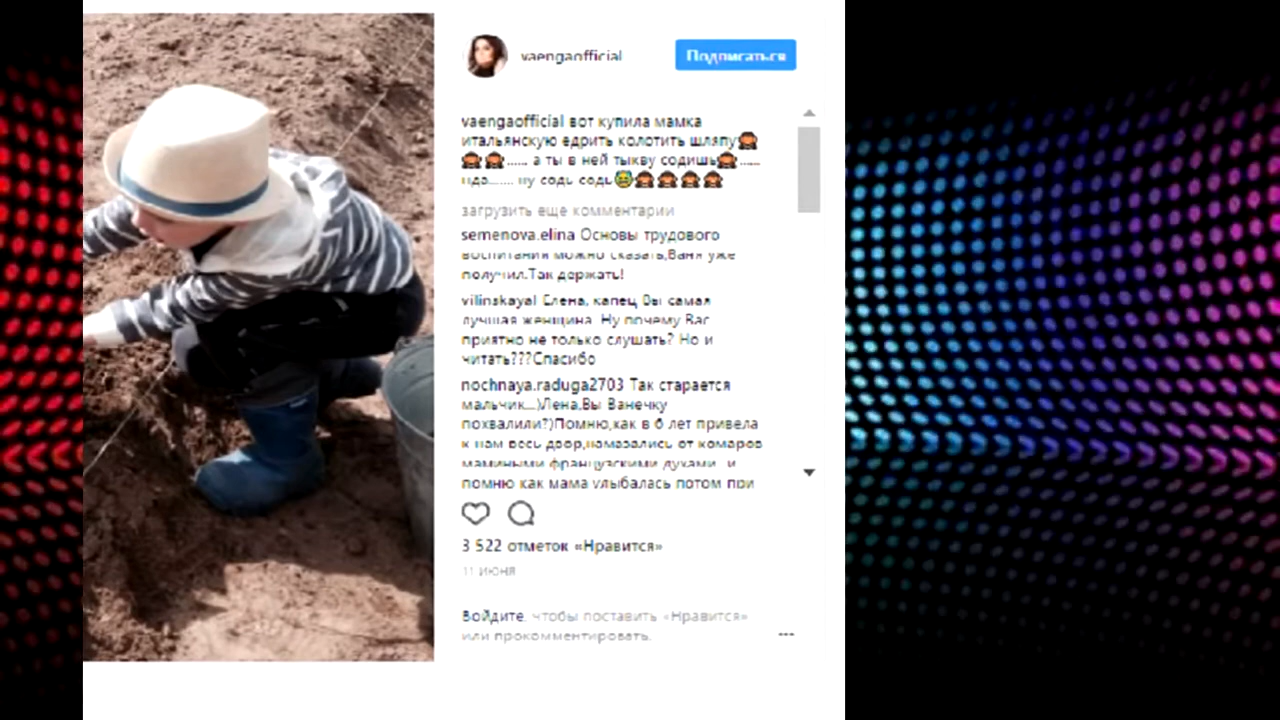 vaengaofficial
Подписаться
vaengaofficial вот купила мамка
итальянскую едрить колотить шляпу🙈
🙈🙈...... а ты в ней тыкву содишь🙈......
нда....... ну содь содь😅🙈🙈🙈🙈
загрузить еще комментарии
semenova.elina Основы трудового
воспитания можно сказать,Ваня уже
получил.Так держать!
vilinskayal Елена, капец Вы самая
лучшая женщина. Ну почему Вас
приятно не только слушать? Но и
читать???Спасибо
nochnaya.raduga2703 Так старается
мальчик...)Лена,Вы Ванечку
похвалили?)Помню,как в 6 лет привела
к нам весь двор,намазались от комаров
мамиными французскими духами и
помню как мама улыбалась потом при
3 522 отметок «Нравится»
11 июня
Войдите, чтобы поставить «Нравится»
или прокомментировать.